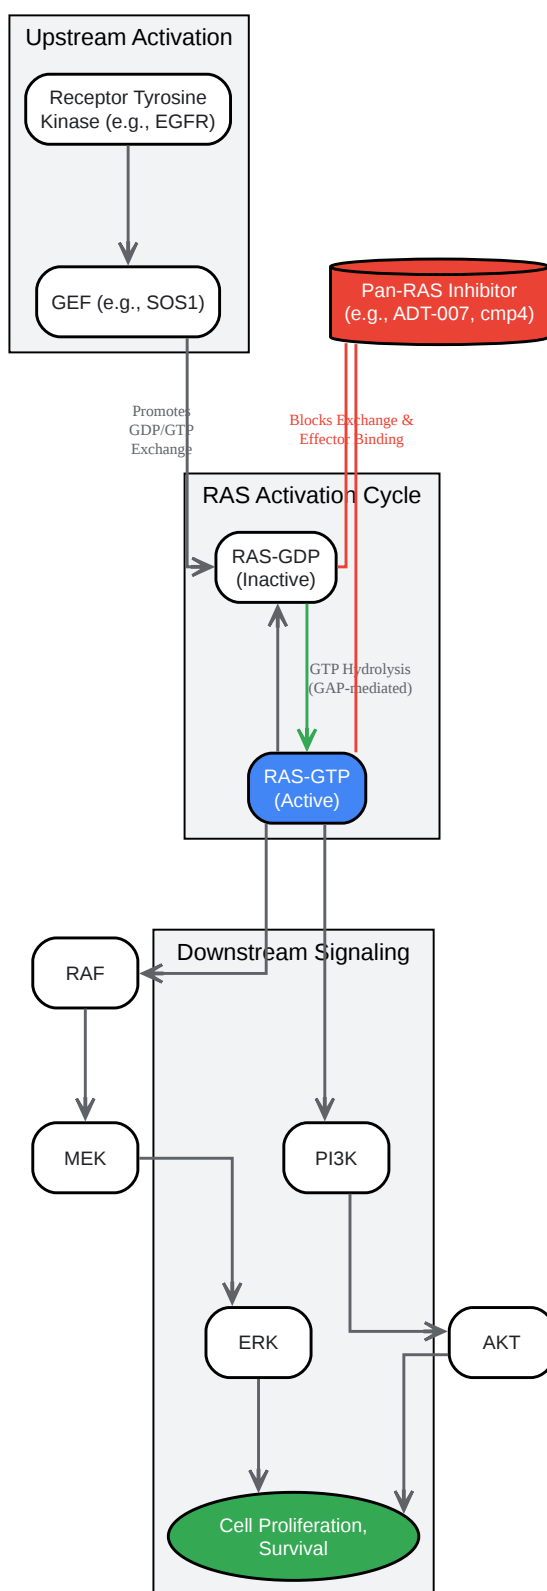 Upstream Activation
Receptor Tyrosine
Kinase (e.g., EGFR)
GEF (e.g., SOS1)
Pan-RAS Inhibitor
(e.g., ADT-007, cmp4)
Promotes
GDP/GTP
Exchange
Blocks Exchange &
Effector Binding
RAS Activation Cycle
RAS-GDP
(Inactive)
GTP Hydrolysis
(GAP-mediated)
RAS-GTP
(Active)
Downstream Signaling
RAF
MEK
PI3K
ERK
AKT
Cell Proliferation,
Survival